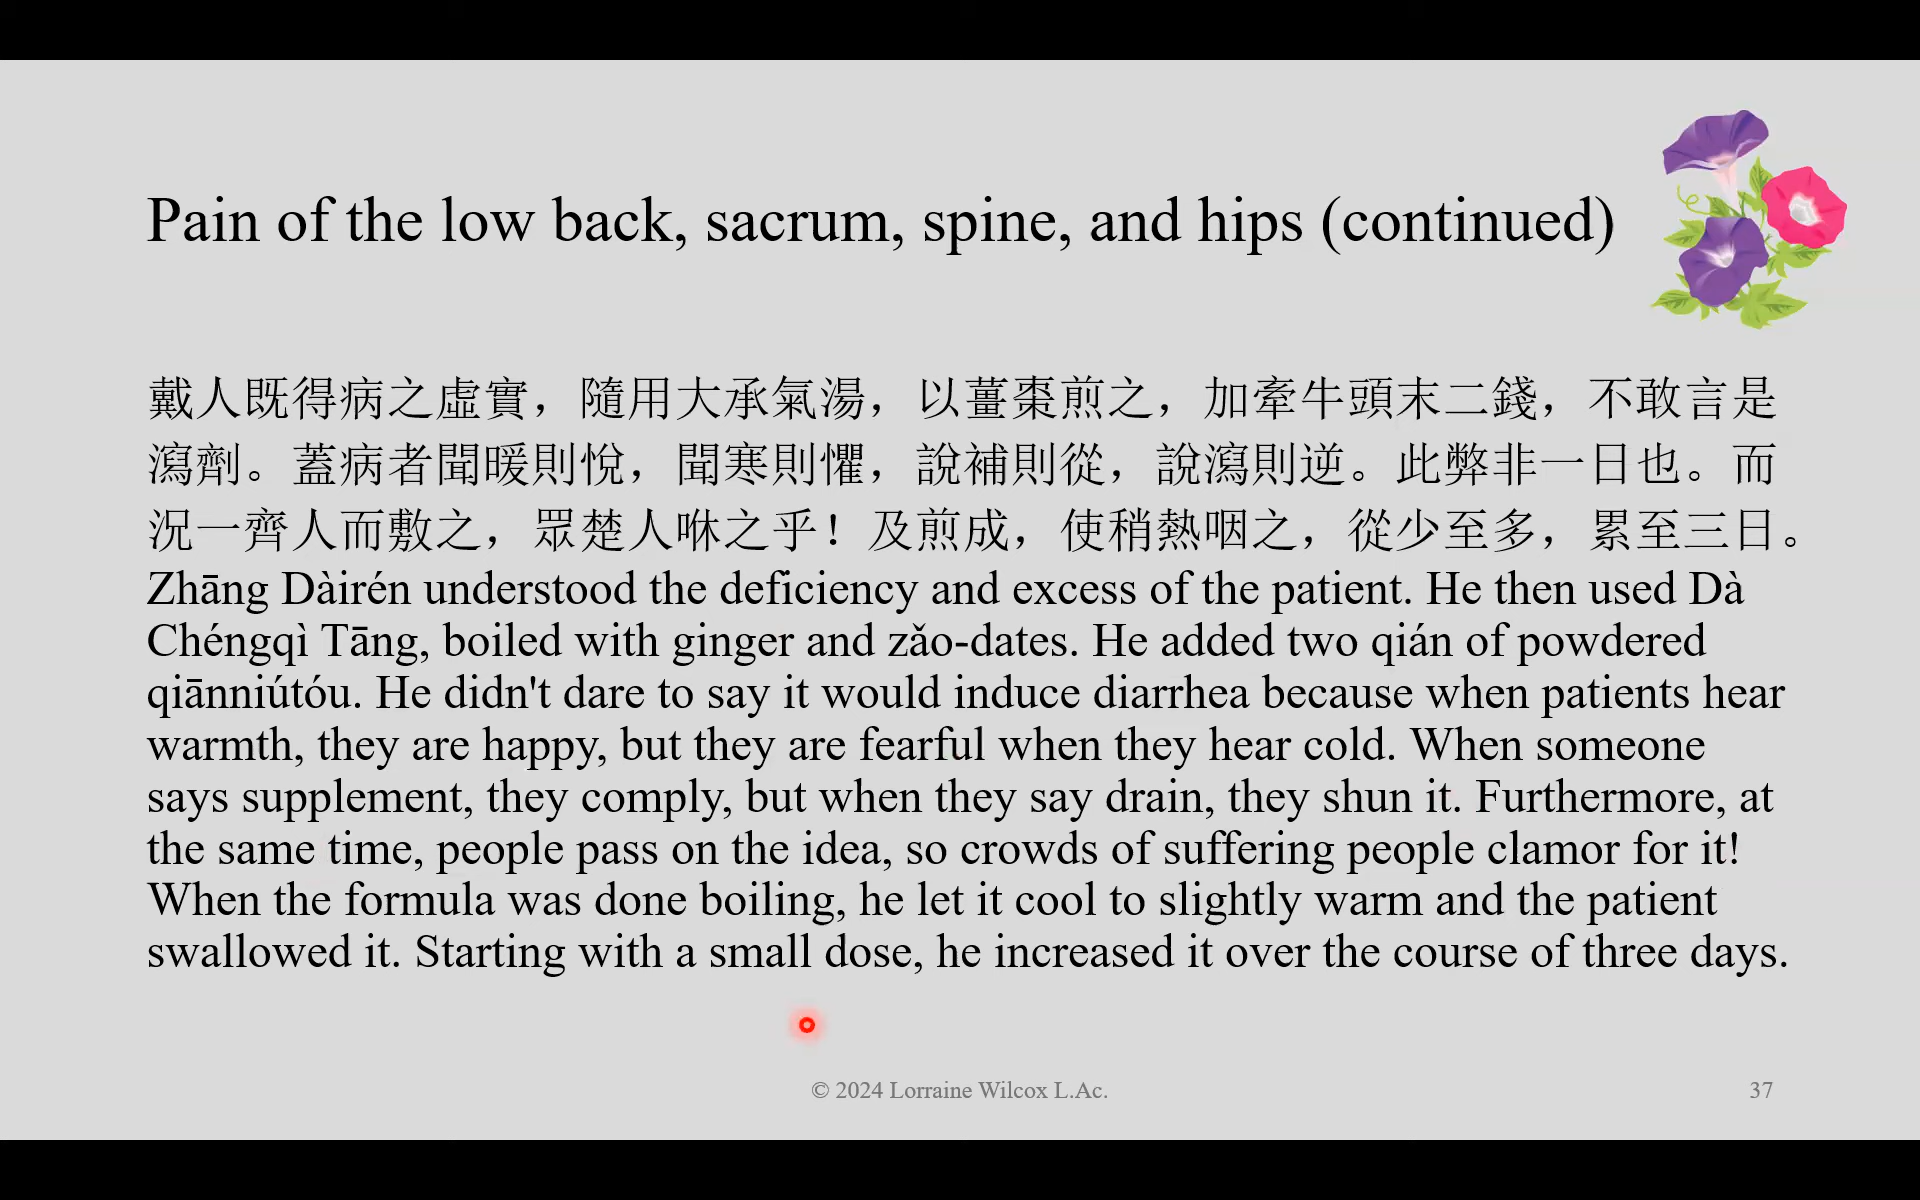 Pain of the low back, sacrum, spine, and hips (continued)
戴人既得病之虛實，隨用大承氣湯，以薑棗煎之，加牽牛頭末二錢，不敢言是
瀉劑。蓋病者聞暖則悅，聞寒則懼，說補則從，說瀉則逆。此弊非一日也。而
況一齊人而敷之，眾楚人咻之乎！及煎成，使稍熱咽之，從少至多，累至三日。
Zhāng Dàirén understood the deficiency and excess of the patient. He then used Dà
Chéngqì Tāng, boiled with ginger and zǎo-dates. He added two qián of powdered
qiānniútóu. He didn't dare to say it would induce diarrhea because when patients hear
warmth, they are happy, but they are fearful when they hear cold. When someone
says supplement, they comply, but when they say drain, they shun it. Furthermore, at
the same time, people pass on the idea, so crowds of suffering people clamor for it!
When the formula was done boiling, he let it cool to slightly warm and the patient
swallowed it. Starting with a small dose, he increased it over the course of three days.
© 2024 Lorraine Wilcox L.Ac.
37